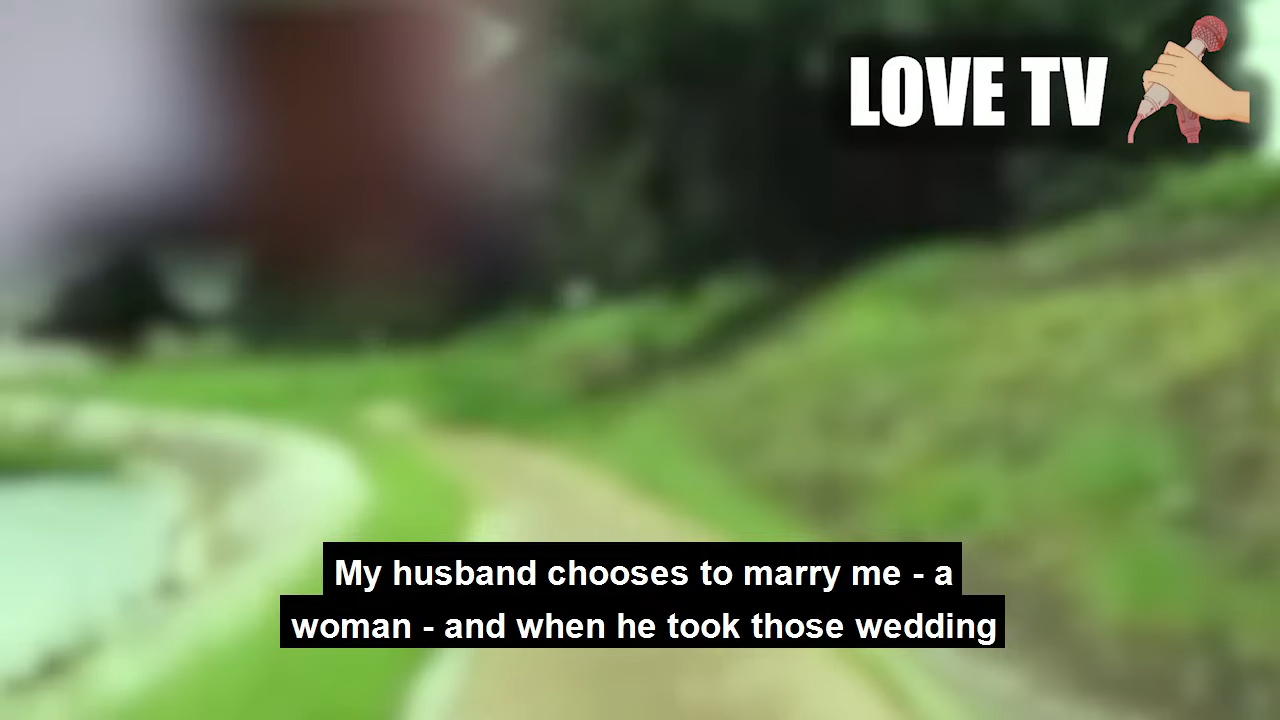 LOVE TV
My husband chooses to marry me - a
woman - and when he took those wedding